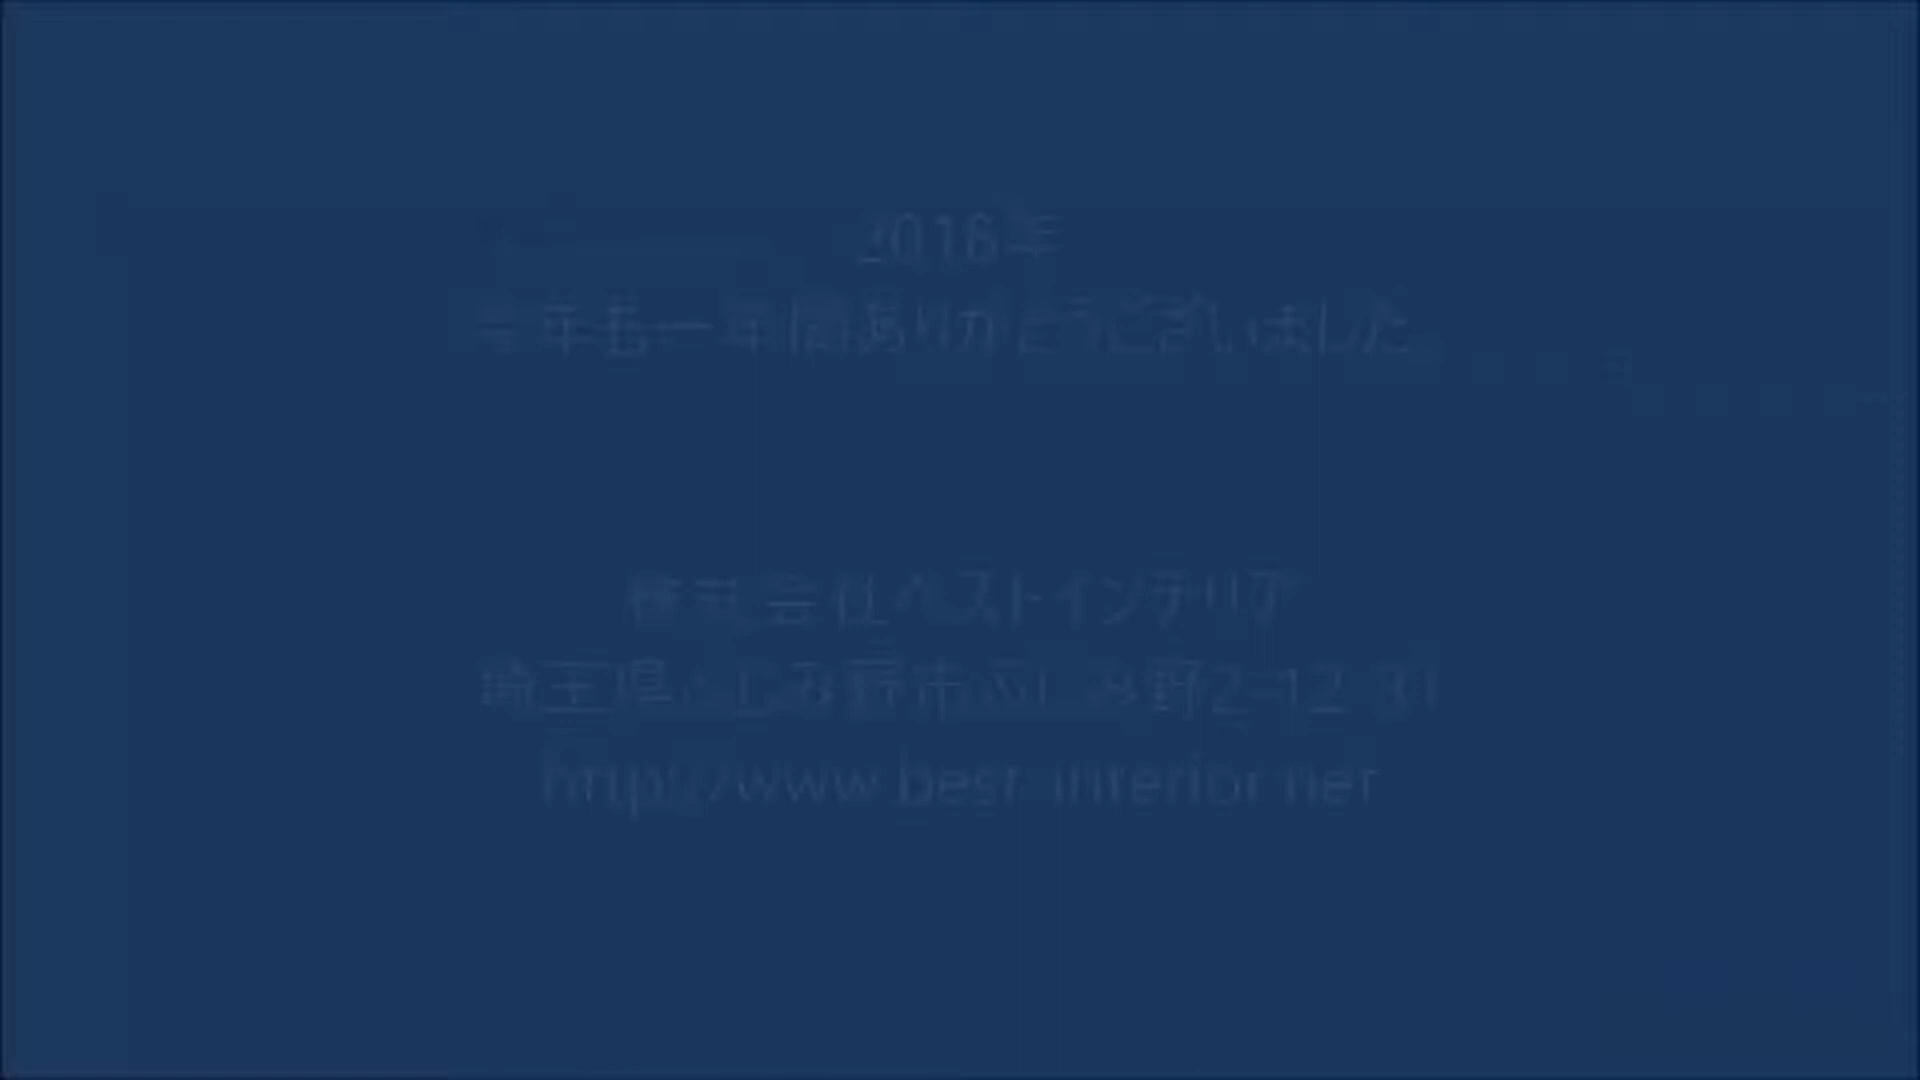 2016年
今年も一年間ありがとうございました。
株式会社ベストインテリア
埼玉県ふじみ野市ふじみ野2-12-31
http://www.best-interior.net